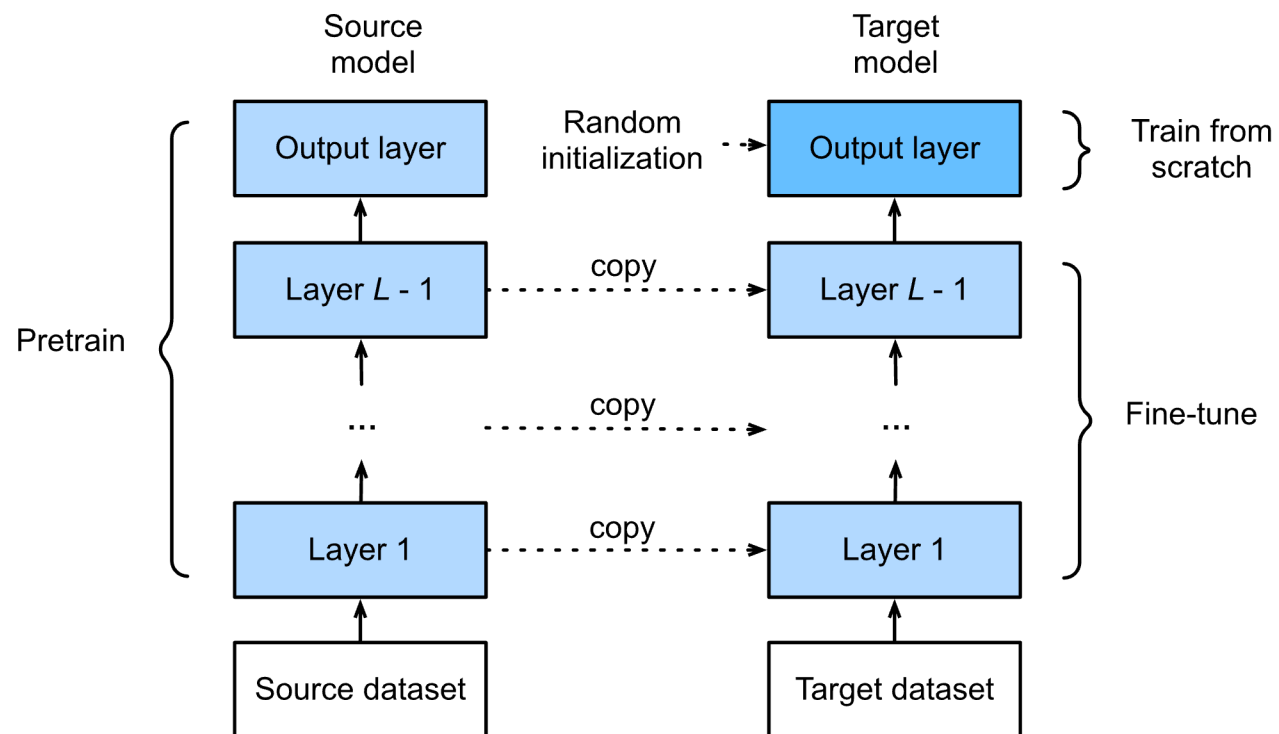 Source
model
Target
model
Output layer
Random
initialization
Output layer
Train from
scratch
Layer L - 1
copy
Layer L - 1
Pretrain
...
copy
...
Fine-tune
Layer 1
copy
Layer 1
Source dataset
Target dataset